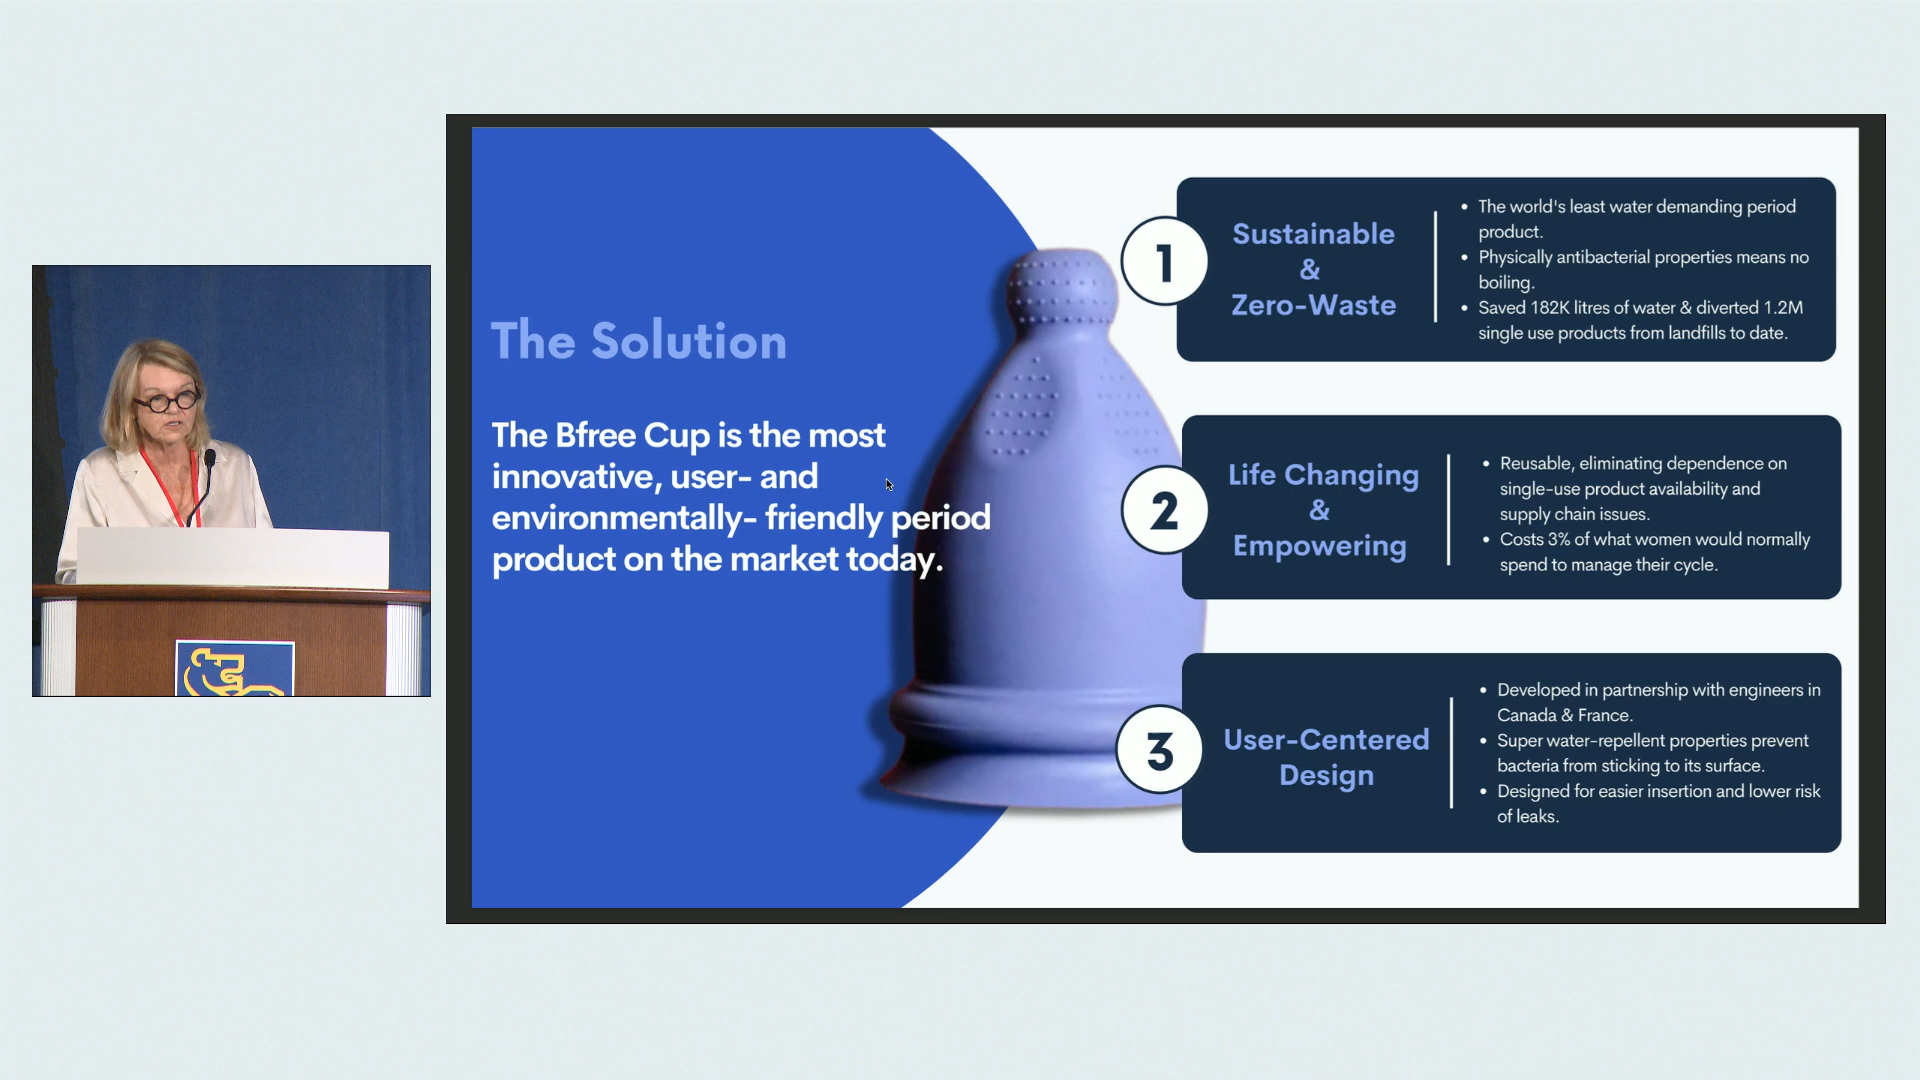 The Solution
The Bfree Cup is the most
innovative, user- and
environmentally- friendly period
product on the market today.
1
Sustainable
&
Zero-Waste
• The world's least water demanding period
product.
• Physically antibacterial properties means no
boiling.
• Saved 182K litres of water & diverted 1.2M
single use products from landfills to date.
2
Life Changing
&
Empowering
• Reusable, eliminating dependence on
single-use product availability and
supply chain issues.
• Costs 3% of what women would normally
spend to manage their cycle.
3
User-Centered
Design
• Developed in partnership with engineers in
Canada & France.
• Super water-repellent properties prevent
bacteria from sticking to its surface.
• Designed for easier insertion and lower risk
of leaks.